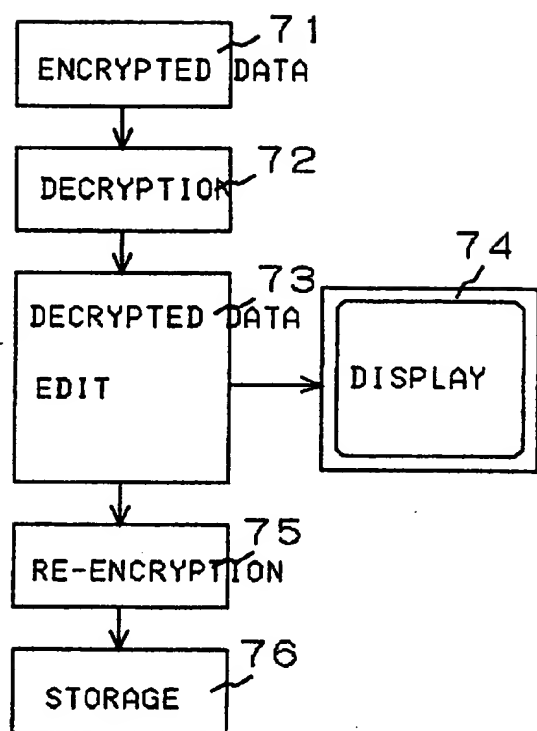 71
ENCRYPTED DATA
72
DECRYPTION
73
74
DECRYPTED DATA
EDIT
DISPLAY
75
RE-ENCRYPTION
76
STORAGE